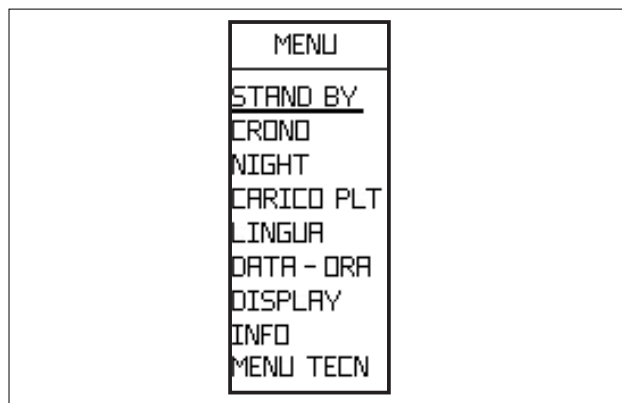 MENU
STAND BY
CRONO
NIGHT
CARICO PLT
LINGUA
DATA - ORA
DISPLAY
INFO
MENU TECN